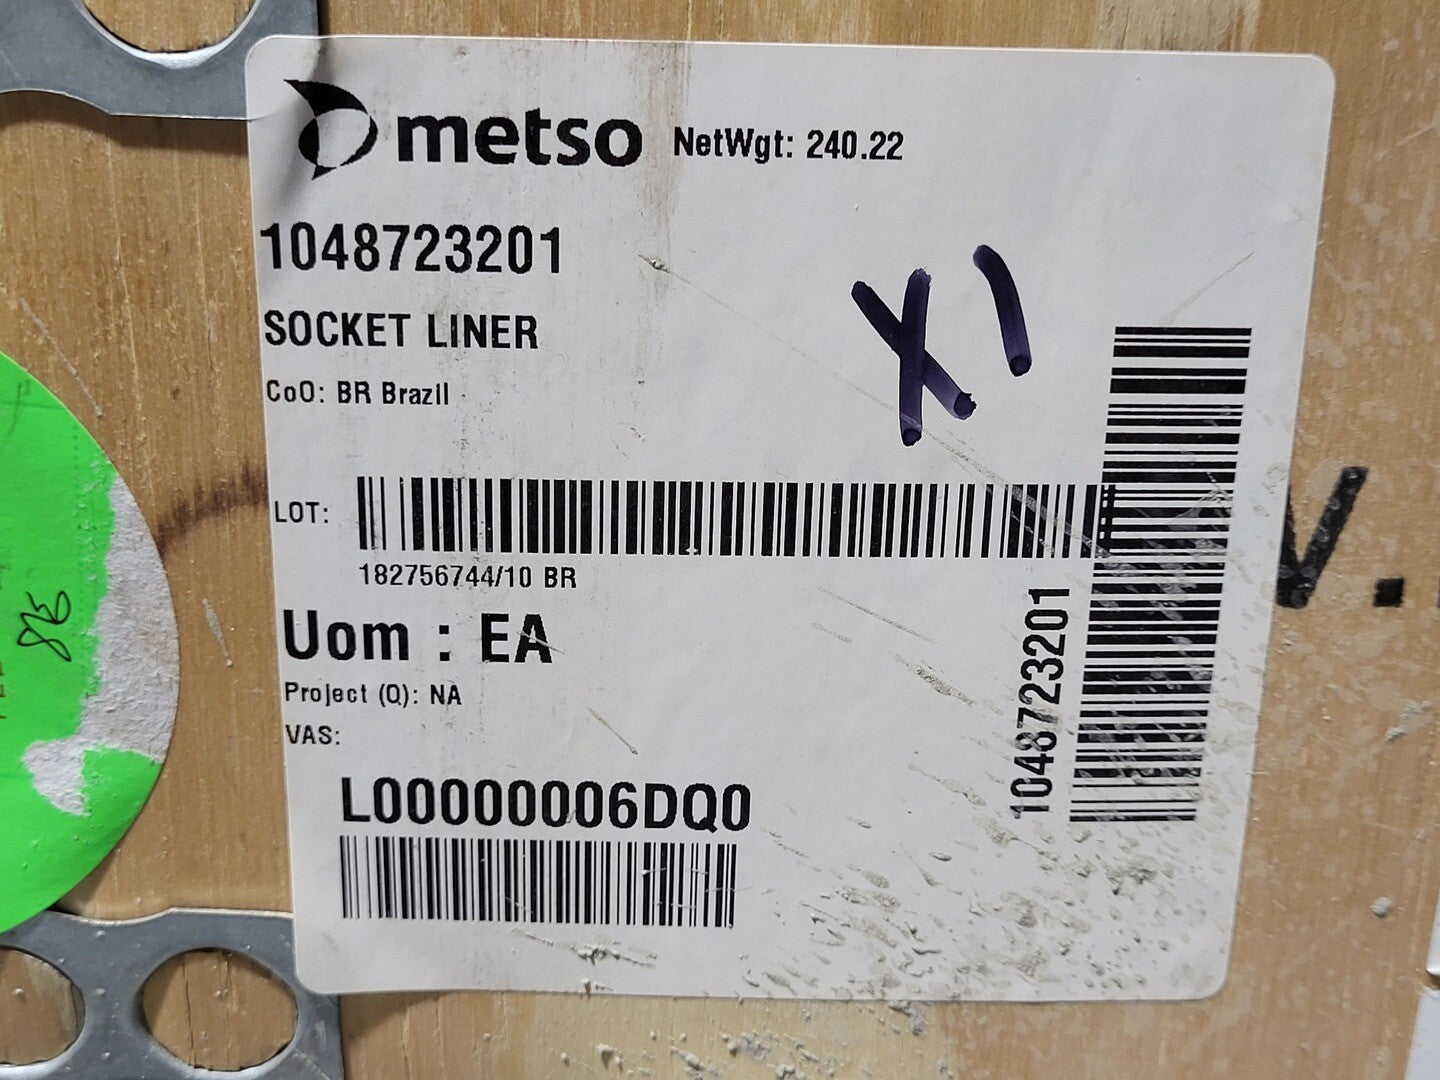 metso NetWgt: 240.22
1048723201
SOCKET LINER
CoO: BR Brazil
X1
LOT:
182756744/10 BR
Uom : EA
Project (Q): NA
VAS:
L00000006DQ0
1048723201
V.